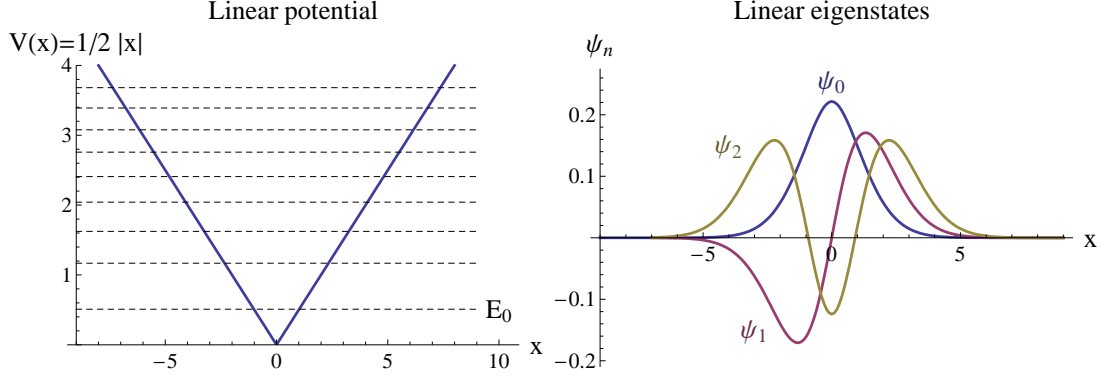 Linear potential
V(x)=1/2 |x|
4
3
2
1
E₀
−5
0
5
10
x
Linear eigenstates
ψₙ
0.2
0.1
−0.1
−0.2
ψ₀
ψ₂
ψ₁
−5
0
5
x